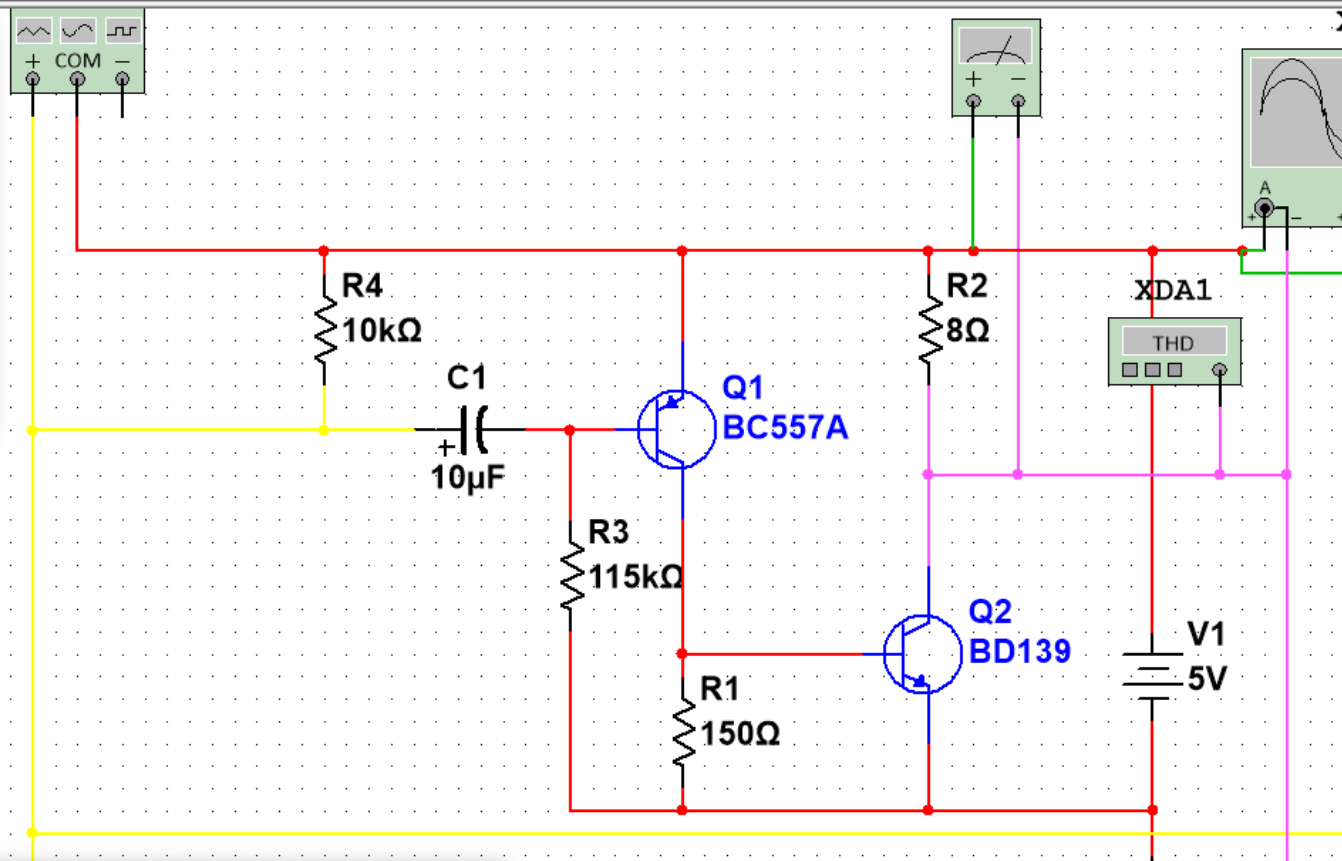 + COM −
+ −
A
+ −
+
XDA1
THD
R4
10kΩ
R2
8Ω
C1
+
10µF
Q1
BC557A
R3
115kΩ
Q2
BD139
V1
5V
R1
150Ω